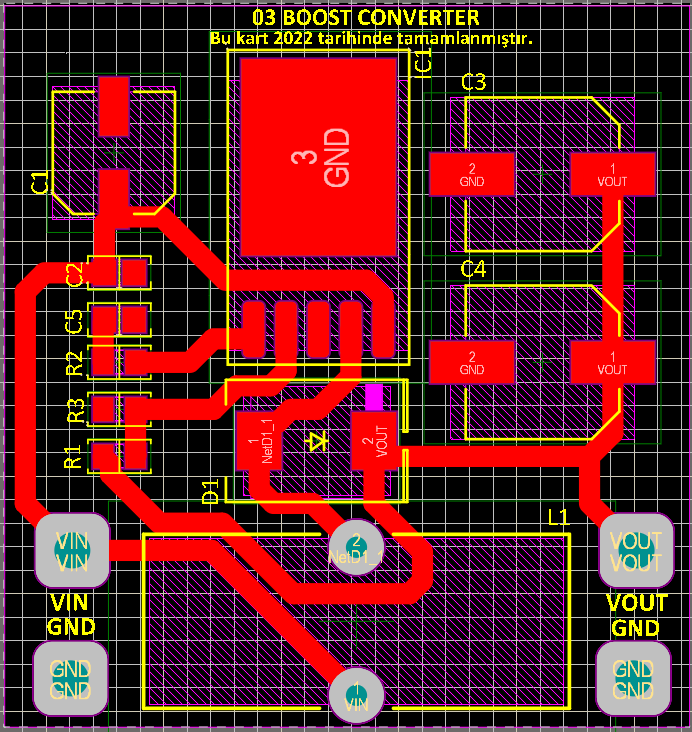 03 BOOST CONVERTER
Bu kart 2022 tarihinde tamamlanmıştır.
IC1
3
GND
C3
2
GND
1
VOUT
C1
C2
C4
C5
2
GND
1
VOUT
R2
R3
R1
1
NetD1_1
2
VOUT
D1
L1
VIN
VIN
2
NetD1_1
VOUT
VOUT
VIN
GND
VOUT
GND
GND
GND
1
VIN
GND
GND